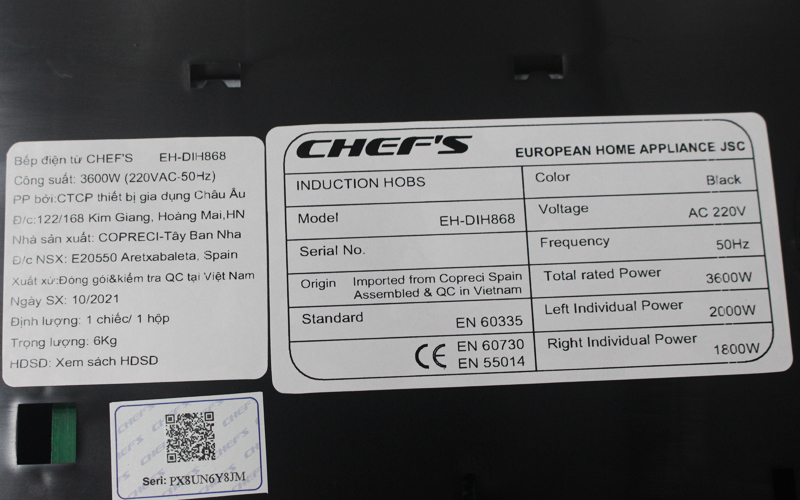 Bếp điện từ CHEF'S EH-DIH868
Công suất: 3600W (220VAC-50Hz)
PP bởi:CTCP thiết bị gia dụng Châu Âu
Đ/c:122/168 Kim Giang, Hoàng Mai,HN
Nhà sản xuất: COPRECI-Tây Ban Nha
Đ/c NSX: E20550 Aretxabaleta, Spain
Xuất xứ:Đóng gói&kiểm tra QC tại Việt Nam
Ngày SX: 10/2021
Định lượng: 1 chiếc/ 1 hộp
Trọng lượng: 6Kg
HDSD: Xem sách HDSD
CHEF'S EUROPEAN HOME APPLIANCE JSC
INDUCTION HOBS
Model EH-DIH868
Serial No.
Origin Imported from Copreci Spain
Assembled & QC in Vietnam
Standard EN 60335
CE EN 60730
EN 55014
Color Black
Voltage AC 220V
Frequency 50Hz
Total rated Power 3600W
Left Individual Power 2000W
Right Individual Power 1800W
Seri: PX8UN6Y8JM